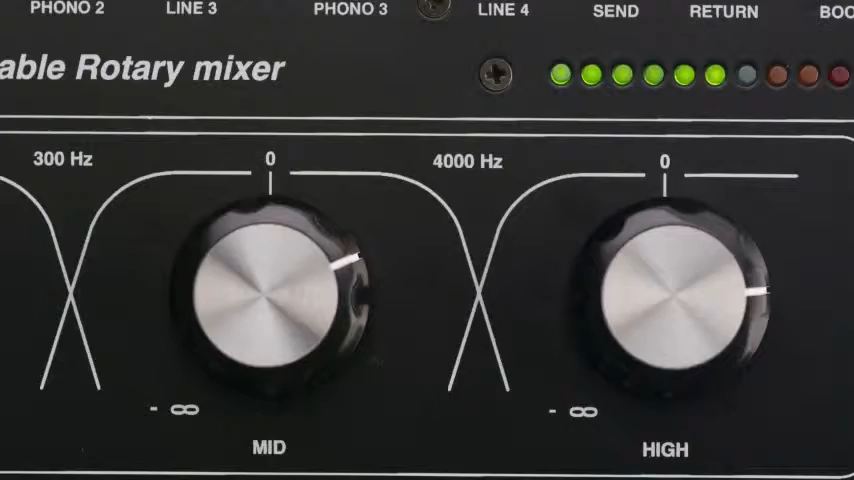 PHONO 2 LINE 3 PHONO 3 LINE 4 SEND RETURN BOO
able Rotary mixer
300 Hz 0 4000 Hz 0
- ∞ - ∞
MID HIGH